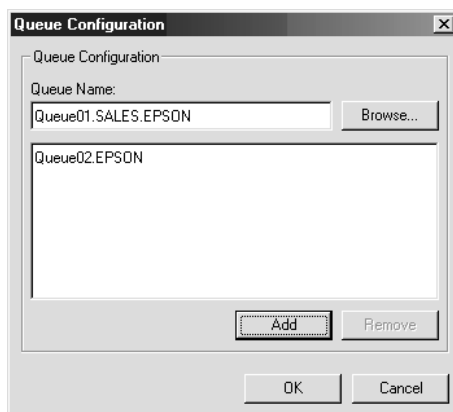 Queue Configuration
Queue Configuration
Queue Name:
Queue01.SALES.EPSON
Browse...
Queue02.EPSON
Add
Remove
OK
Cancel